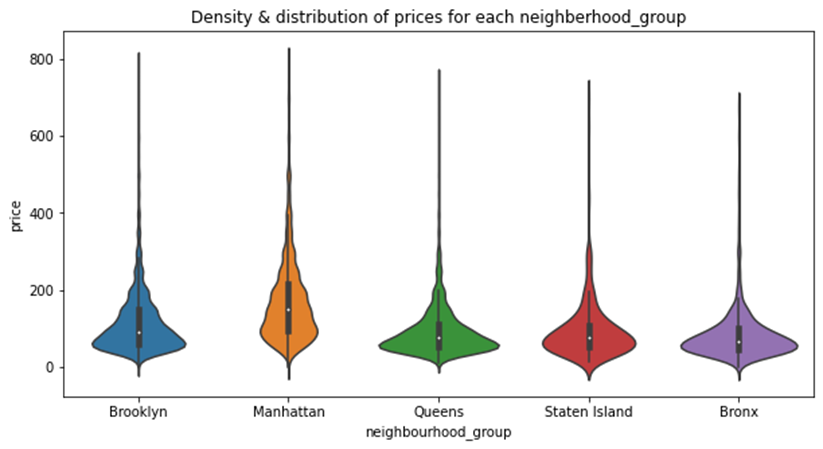 Density & distribution of prices for each neighberhood_group
price
800
600
400
200
0
Brooklyn
Manhattan
Queens
Staten Island
Bronx
neighbourhood_group